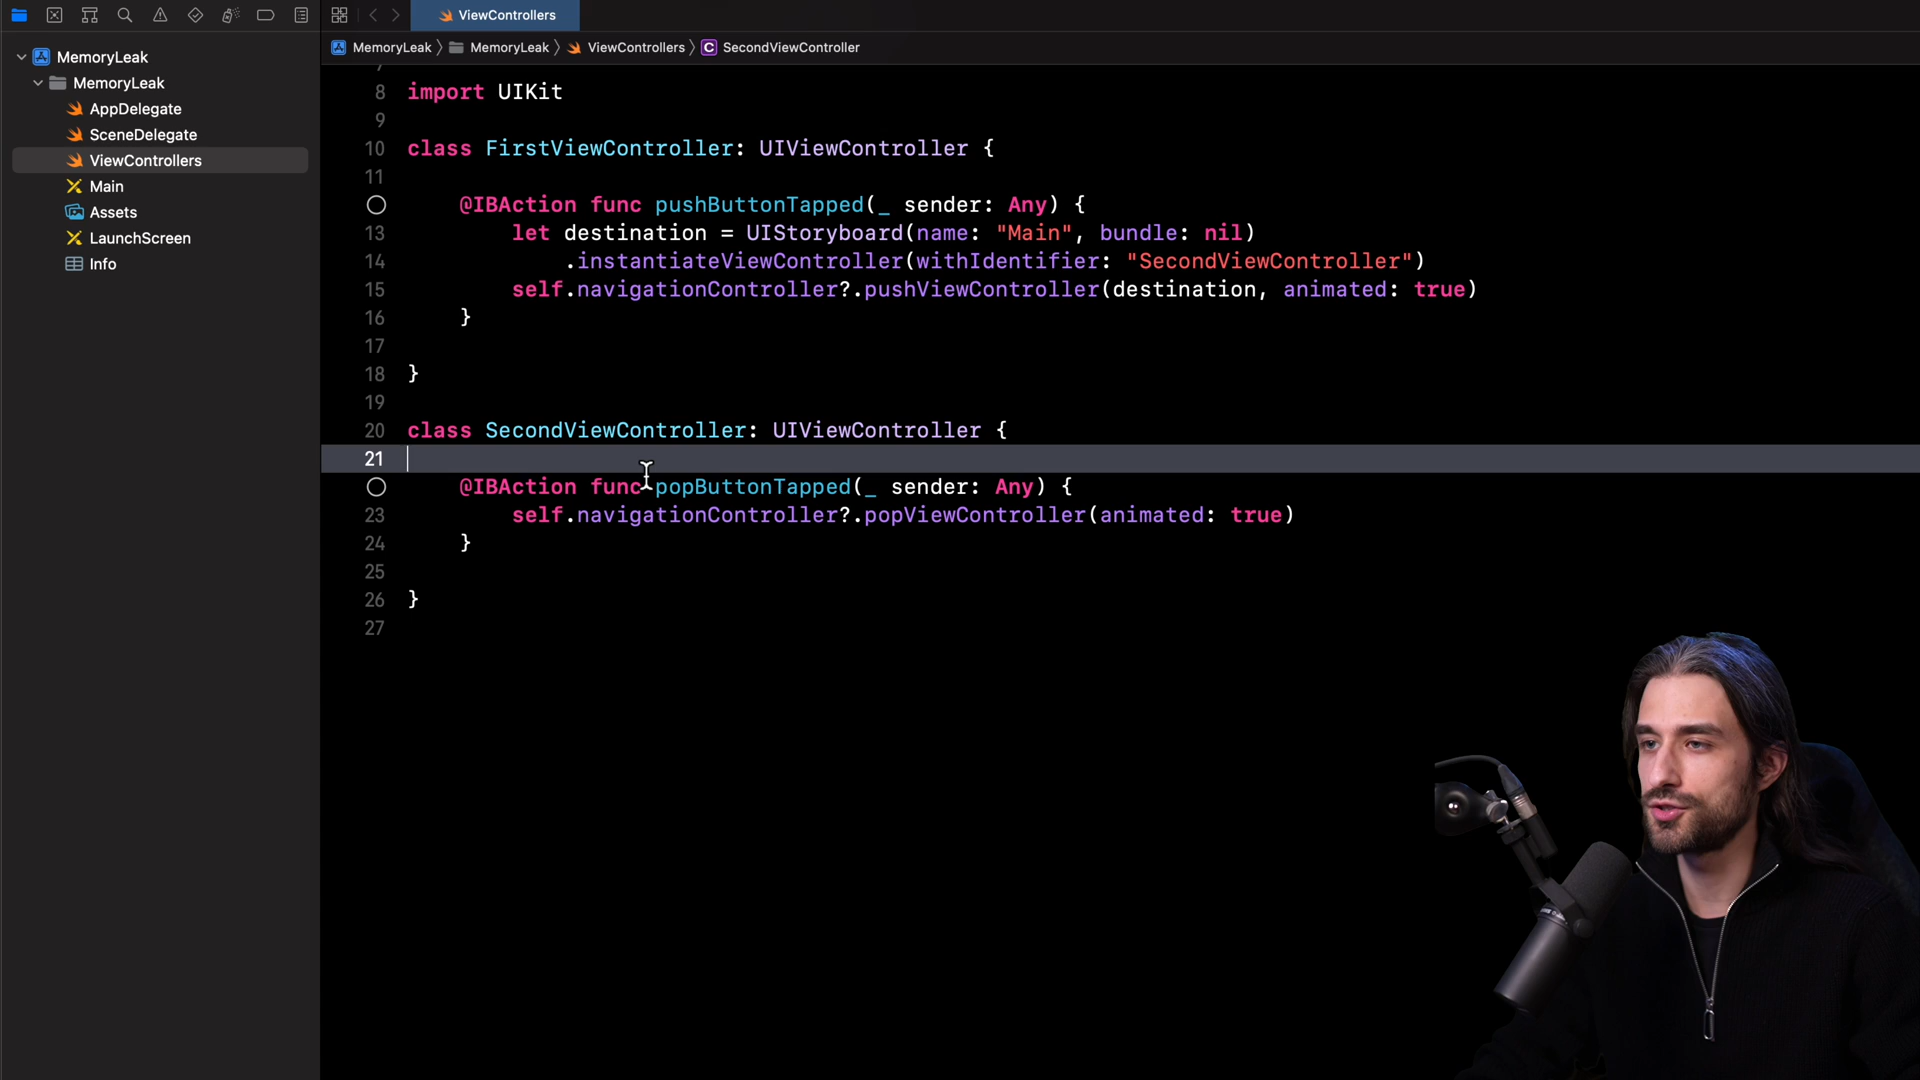 ViewControllers
MemoryLeak
MemoryLeak
AppDelegate
SceneDelegate
ViewControllers
Main
Assets
LaunchScreen
Info
MemoryLeak MemoryLeak ViewControllers C SecondViewController
8 import UIKit
9
10 class FirstViewController: UIViewController {
11
@IBAction func pushButtonTapped(_ sender: Any) {
13 let destination = UIStoryboard(name: "Main", bundle: nil)
14 .instantiateViewController(withIdentifier: "SecondViewController")
15 self.navigationController?.pushViewController(destination, animated: true)
16 }
17
18 }
19
20 class SecondViewController: UIViewController {
21
@IBAction func popButtonTapped(_ sender: Any) {
23 self.navigationController?.popViewController(animated: true)
24 }
25
26 }
27